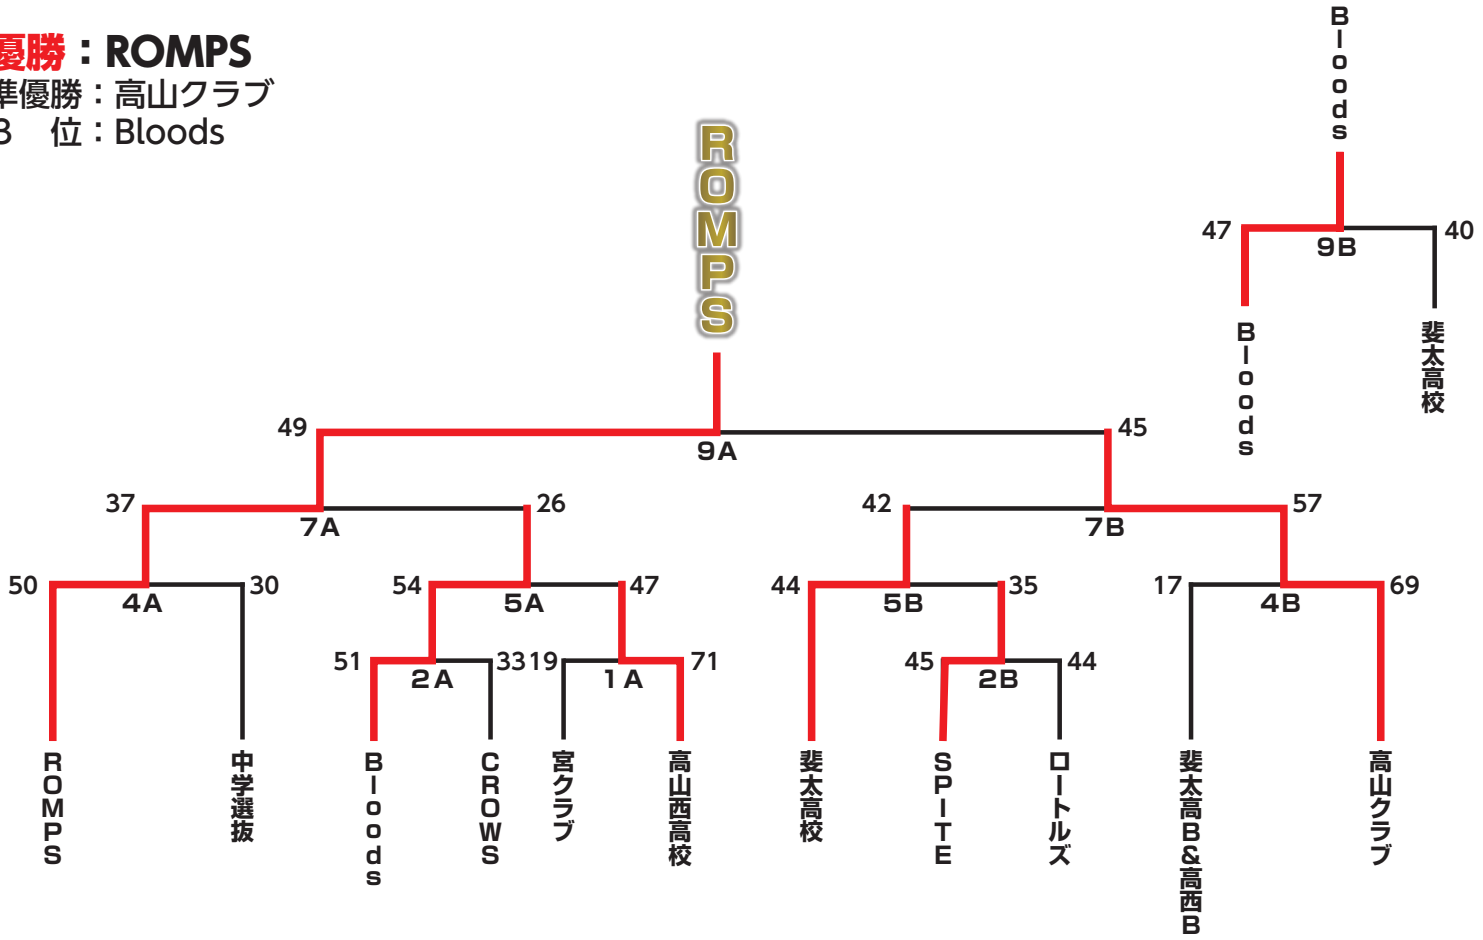 優勝：ROMPS
準優勝：高山クラブ
3　位：Bloods
Bloods
47
40
9B
Bloods
斐太高校
ROMPS
49
45
9A
37
26
42
57
7A
7B
50
30
54
47
44
35
17
69
4A
5A
5B
4B
51
33
19
71
45
44
2A
1A
2B
ROMPS
中学選抜
Bloods
CROWS
宮クラブ
高山西高校
斐太高校
SPITE
ロートルズ
斐太高B&高西B
高山クラブ